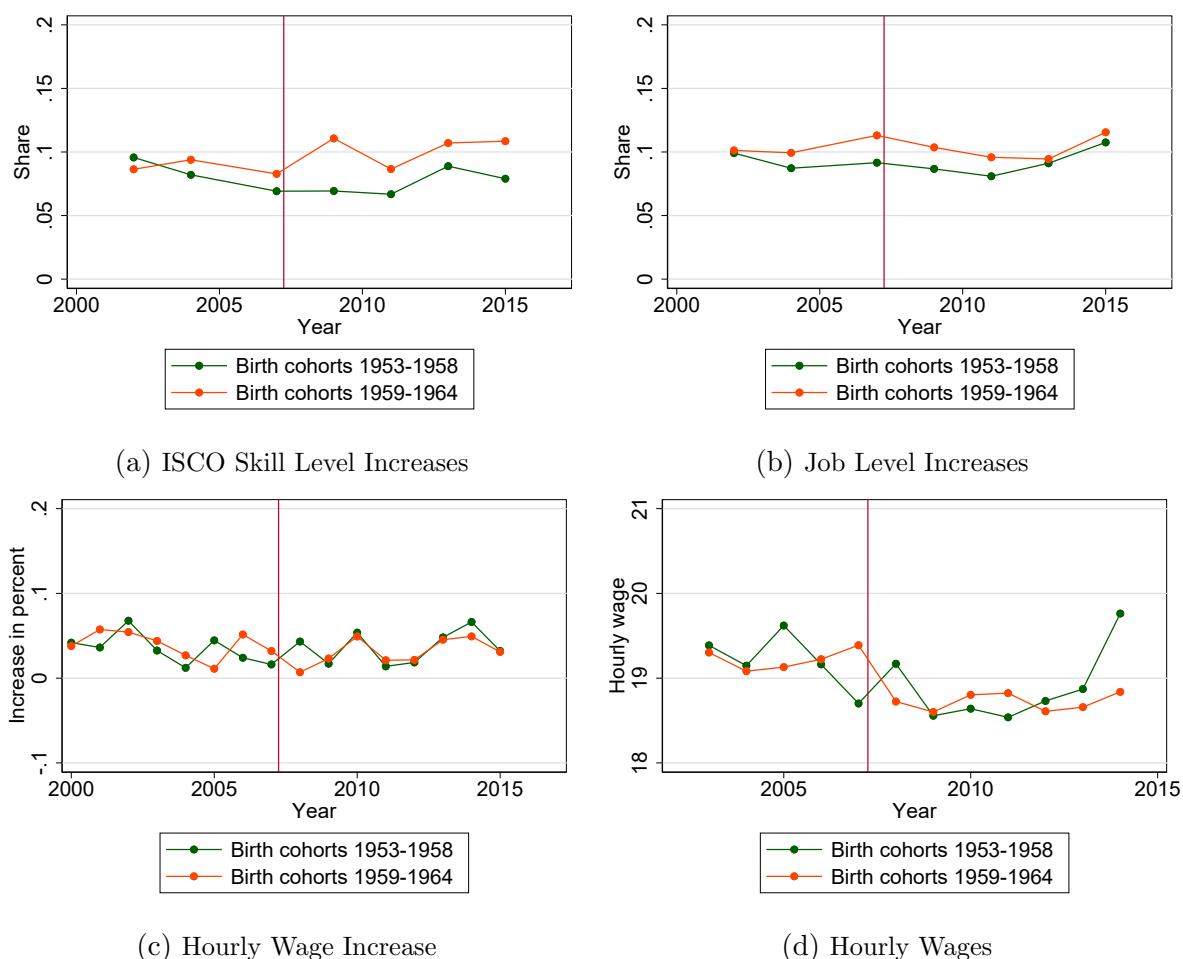 .2
.15
.1
.05
0
Share
2000 2005 2010 2015
Year
Birth cohorts 1953-1958
Birth cohorts 1959-1964
(a) ISCO Skill Level Increases
.2
.15
.1
.05
0
Share
2000 2005 2010 2015
Year
Birth cohorts 1953-1958
Birth cohorts 1959-1964
(b) Job Level Increases
.2
.1
0
-.1
Increase in percent
2000 2005 2010 2015
Year
Birth cohorts 1953-1958
Birth cohorts 1959-1964
(c) Hourly Wage Increase
21
20
19
18
Hourly wage
2005 2010 2015
Year
Birth cohorts 1953-1958
Birth cohorts 1959-1964
(d) Hourly Wages